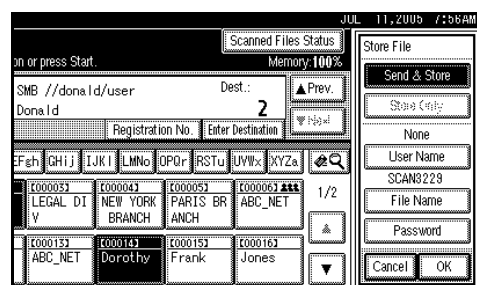 JUL 11,2005 7:56AM
Scanned Files Status
on or press Start.
Memory:100%
SMB //donald/user
Dest.:
▲Prev.
Donald
2
▼Next
Registration No.
Enter Destination
EFgh
GHij
IJKl
LMNo
OPQr
RSTu
UVWx
XYZa
[00003]
[00004]
[00005]
[00006]
LEGAL DI
NEW YORK
PARIS BR
ABC_NET
1/2
V
BRANCH
ANCH
[00013]
[00014]
[00015]
[00016]
ABC_NET
Dorothy
Frank
Jones
Store File
Send & Store
Store Only
None
User Name
SCAN3229
File Name
Password
Cancel
OK